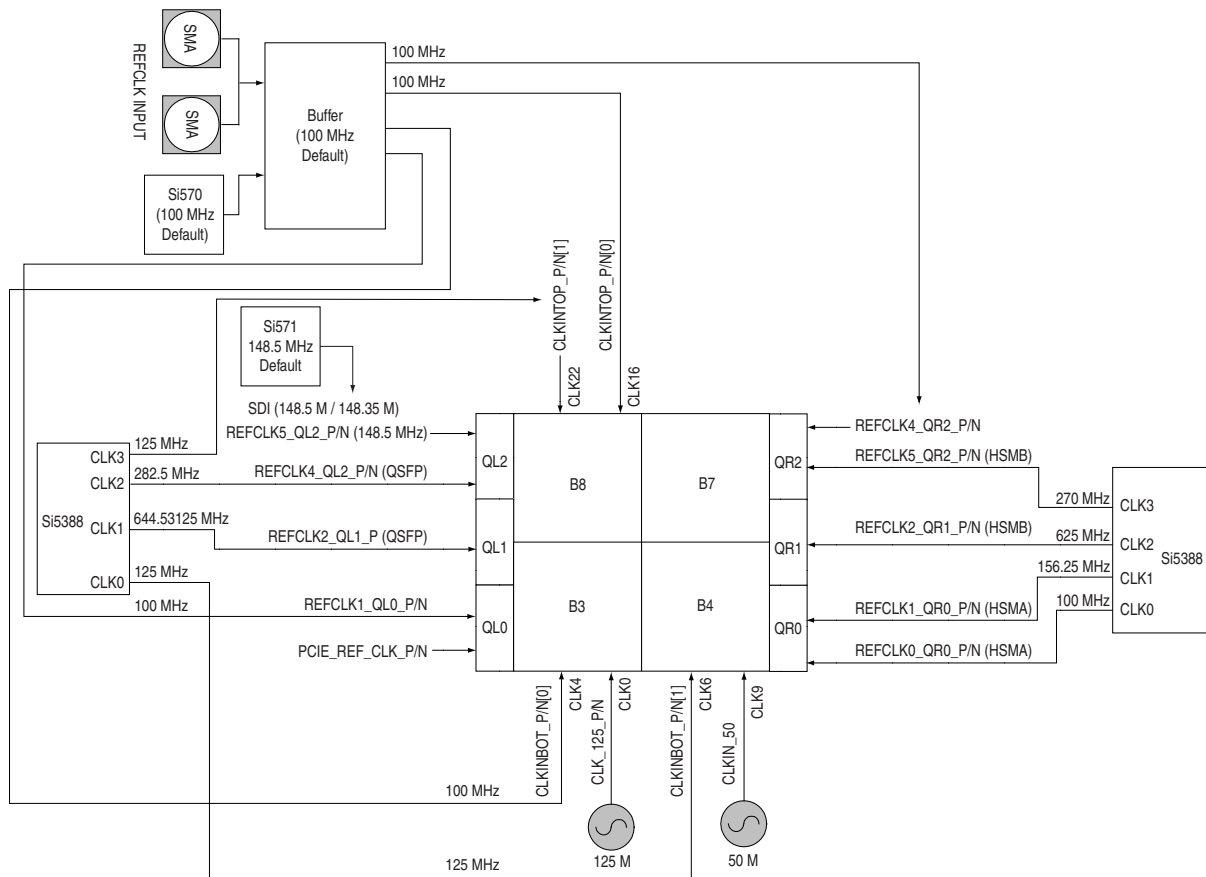 REFCLK INPUT
SMA
SMA
Buffer
(100 MHz
Default)
Si570
(100 MHz
Default)
100 MHz
100 MHz
CLKINTOP_P/N[1]
CLKINTOP_P/N[0]
CLK22
CLK16
Si571
148.5 MHz
Default
SDI (148.5 M / 148.35 M)
REFCLK5_QL2_P/N (148.5 MHz)
REFCLK4_QL2_P/N (QSFP)
REFCLK2_QL1_P (QSFP)
REFCLK1_QL0_P/N
PCIE_REF_CLK_P/N
Si5388
CLK3
CLK2
CLK1
CLK0
125 MHz
282.5 MHz
644.53125 MHz
125 MHz
100 MHz
QL2
QL1
QL0
B8
B7
B3
B4
QR2
QR1
QR0
REFCLK4_QR2_P/N
REFCLK5_QR2_P/N (HSMB)
REFCLK2_QR1_P/N (HSMB)
REFCLK1_QR0_P/N (HSMA)
REFCLK0_QR0_P/N (HSMA)
270 MHz
625 MHz
156.25 MHz
100 MHz
CLK3
CLK2
CLK1
CLK0
Si5388
CLKINBOT_P/N[0]
CLK4
CLK_125_P/N
CLK0
CLKINBOT_P/N[1]
CLK6
CLKIN_50
CLK9
100 MHz
125 M
50 M
125 MHz